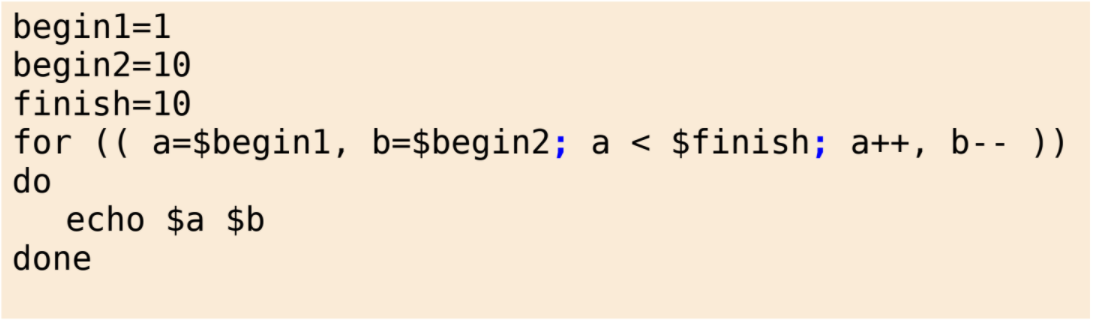 begin1=1
begin2=10
finish=10
for (( a=$begin1, b=$begin2; a < $finish; a++, b-- ))
do
   echo $a $b
done